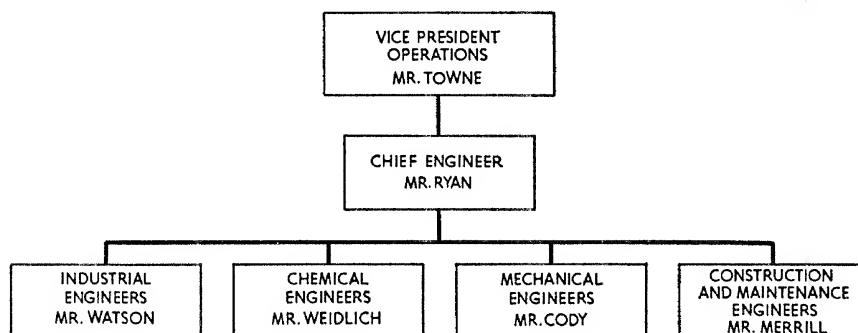 VICE PRESIDENT
OPERATIONS
MR. TOWNE
CHIEF ENGINEER
MR. RYAN
INDUSTRIAL
ENGINEERS
MR. WATSON
CHEMICAL
ENGINEERS
MR. WEIDLICH
MECHANICAL
ENGINEERS
MR. CODY
CONSTRUCTION
AND MAINTENANCE
ENGINEERS
MR. MERRILL